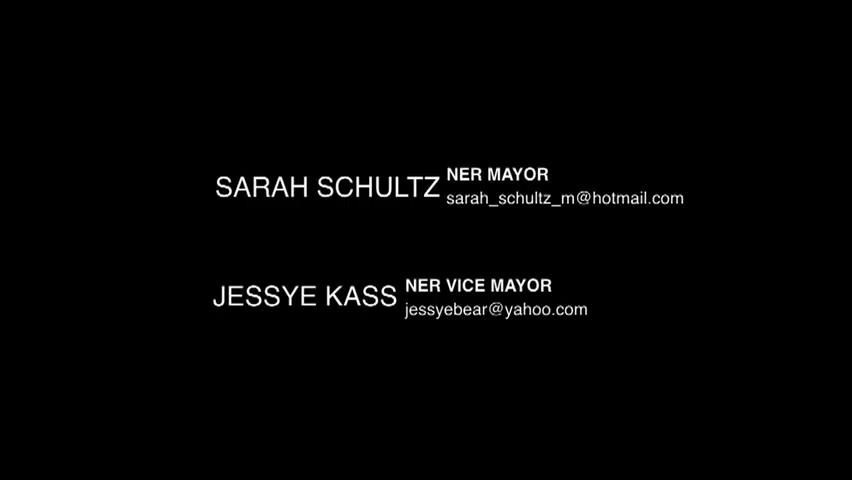 SARAH SCHULTZ NER MAYOR
sarah_schultz_m@hotmail.com
JESSYE KASS NER VICE MAYOR
jessyebear@yahoo.com